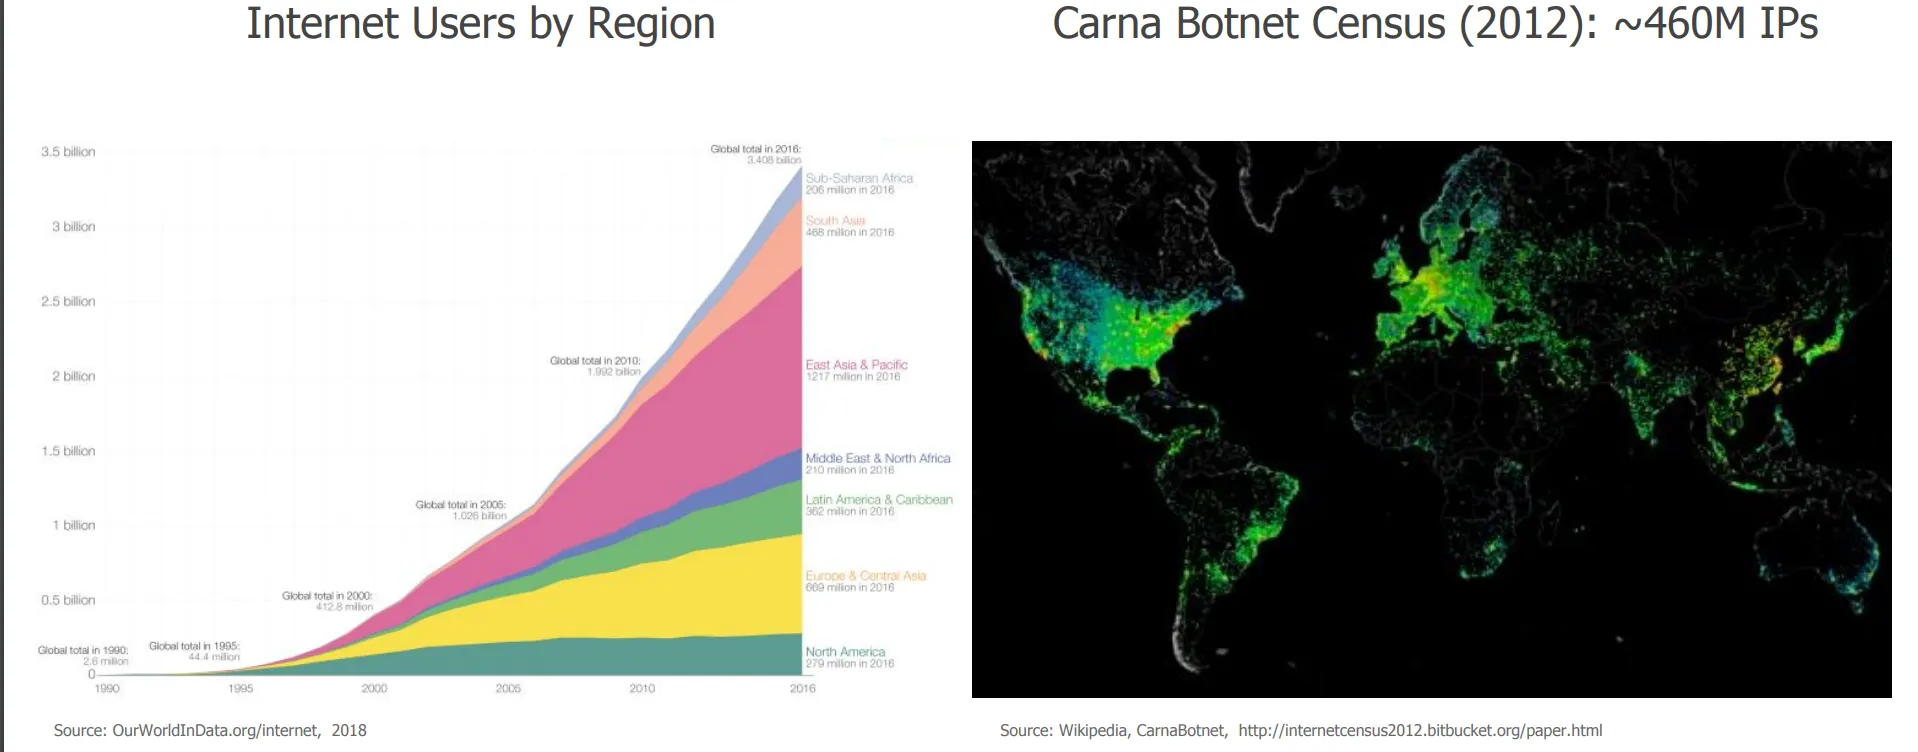 Internet Users by Region
Carna Botnet Census (2012): ~460M IPs
3.5 billion
3 billion
2.5 billion
2 billion
1.5 billion
1 billion
0.5 billion
0
Global total in 1990:
2.6 million
Global total in 1995:
44.4 million
Global total in 2000:
412.8 million
Global total in 2005:
1.026 billion
Global total in 2010:
1.992 billion
Global total in 2016:
3.408 billion
Sub-Saharan Africa
206 million in 2016
South Asia
468 million in 2016
East Asia & Pacific
1217 million in 2016
Middle East & North Africa
210 million in 2016
Latin America & Caribbean
362 million in 2016
Europe & Central Asia
669 million in 2016
North America
279 million in 2016
1990
1995
2000
2005
2010
2016
Source: OurWorldInData.org/internet, 2018
Source: Wikipedia, CarnaBotnet, http://internetcensus2012.bitbucket.org/paper.html